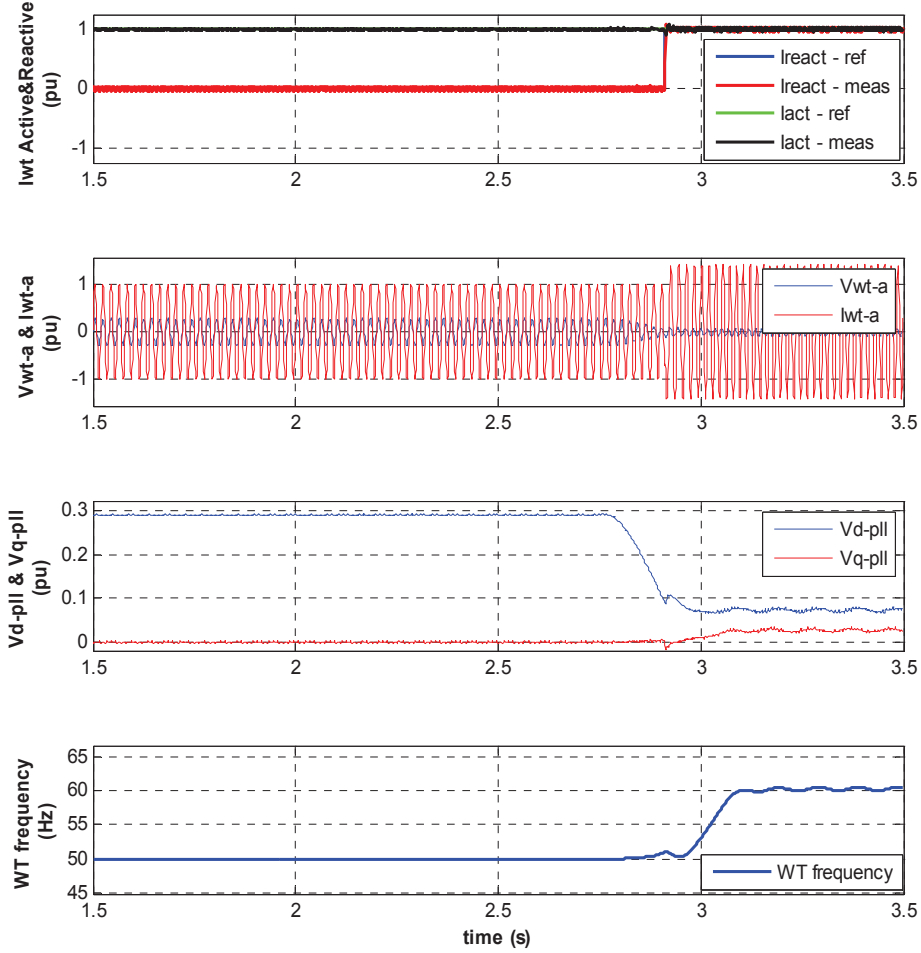 Iwt Active&Reactive
(pu)
1
0
-1
Ireact - ref
Ireact - meas
Iact - ref
Iact - meas
1.5 2 2.5 3 3.5
Vwt-a & Iwt-a
(pu)
1
0
-1
Vwt-a
Iwt-a
1.5 2 2.5 3 3.5
Vd-pll & Vq-pll
(pu)
0.3
0.2
0.1
0
Vd-pll
Vq-pll
1.5 2 2.5 3 3.5
WT frequency
(Hz)
65
60
55
50
45
WT frequency
1.5 2 2.5 3 3.5
time (s)